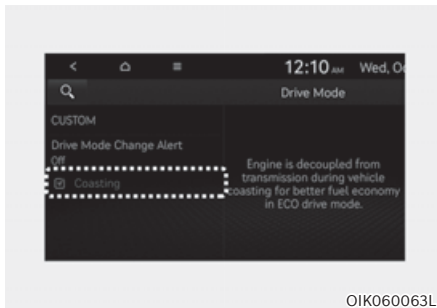 12:10 AM Wed, O
Drive Mode
CUSTOM
Drive Mode Change Alert
Off
Coasting
Engine is decoupled from
transmission during vehicle
coasting for better fuel economy
in ECO drive mode.
OIK060063L